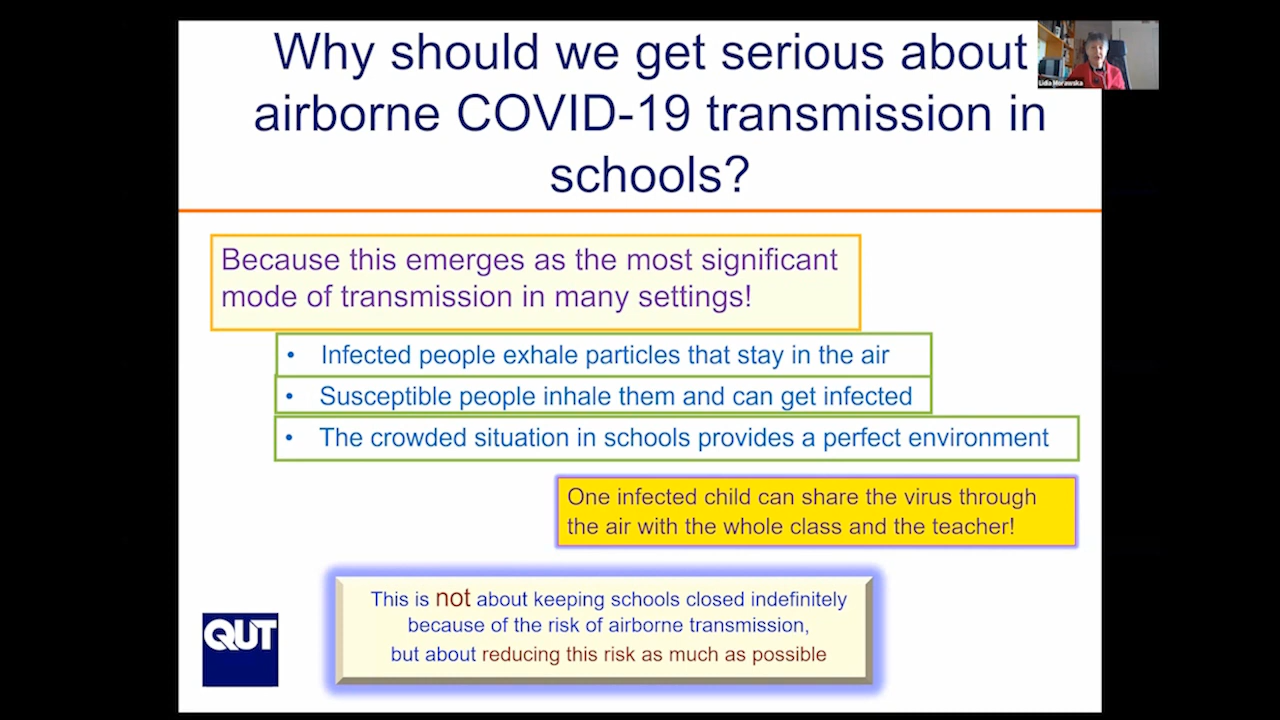 Why should we get serious about
airborne COVID-19 transmission in
schools?
Lidia Morawska
Because this emerges as the most significant
mode of transmission in many settings!
• Infected people exhale particles that stay in the air
• Susceptible people inhale them and can get infected
• The crowded situation in schools provides a perfect environment
One infected child can share the virus through
the air with the whole class and the teacher!
This is not about keeping schools closed indefinitely
because of the risk of airborne transmission,
but about reducing this risk as much as possible
QUT